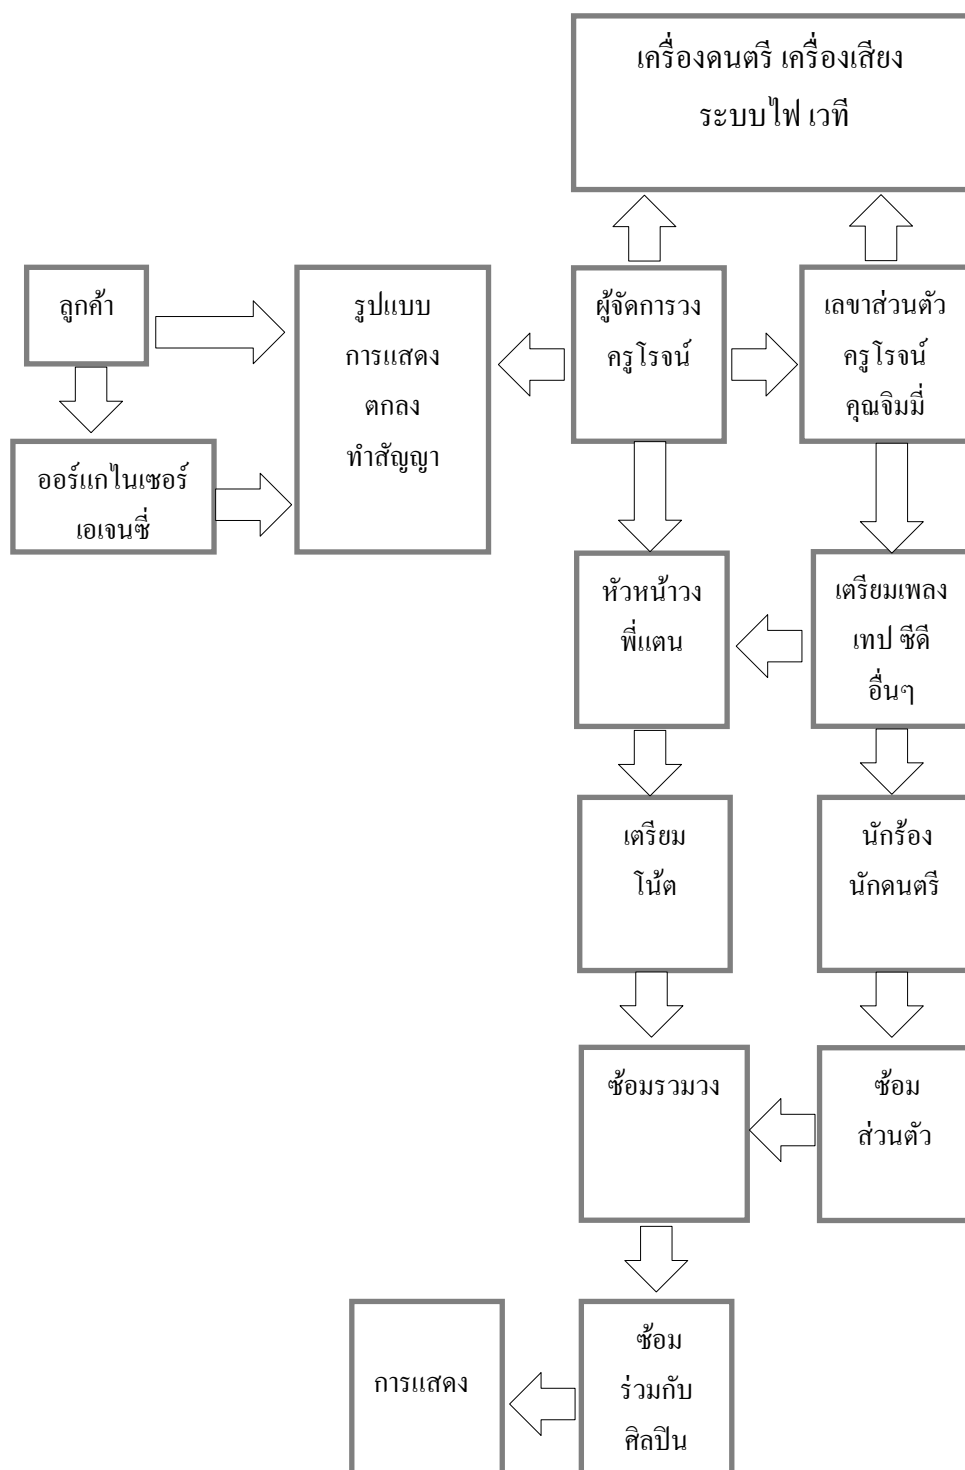 เครื่องดนตรี เครื่องเสียง
ระบบไฟ เวที
ลูกค้า
รูปแบบ
การแสดง
ตกลง
ทำสัญญา
ผู้จัดการวง
ครูโรจน์
เลขาส่วนตัว
ครูโรจน์
คุณจิมมี่
ออร์แกไนเซอร์
เอเจนซี่
หัวหน้าวง
พี่แตน
เตรียมเพลง
เทป ซีดี
อื่นๆ
เตรียม
โน้ต
นักร้อง
นักดนตรี
ซ้อมรวมวง
ซ้อม
ส่วนตัว
การแสดง
ซ้อม
ร่วมกับ
ศิลปิน